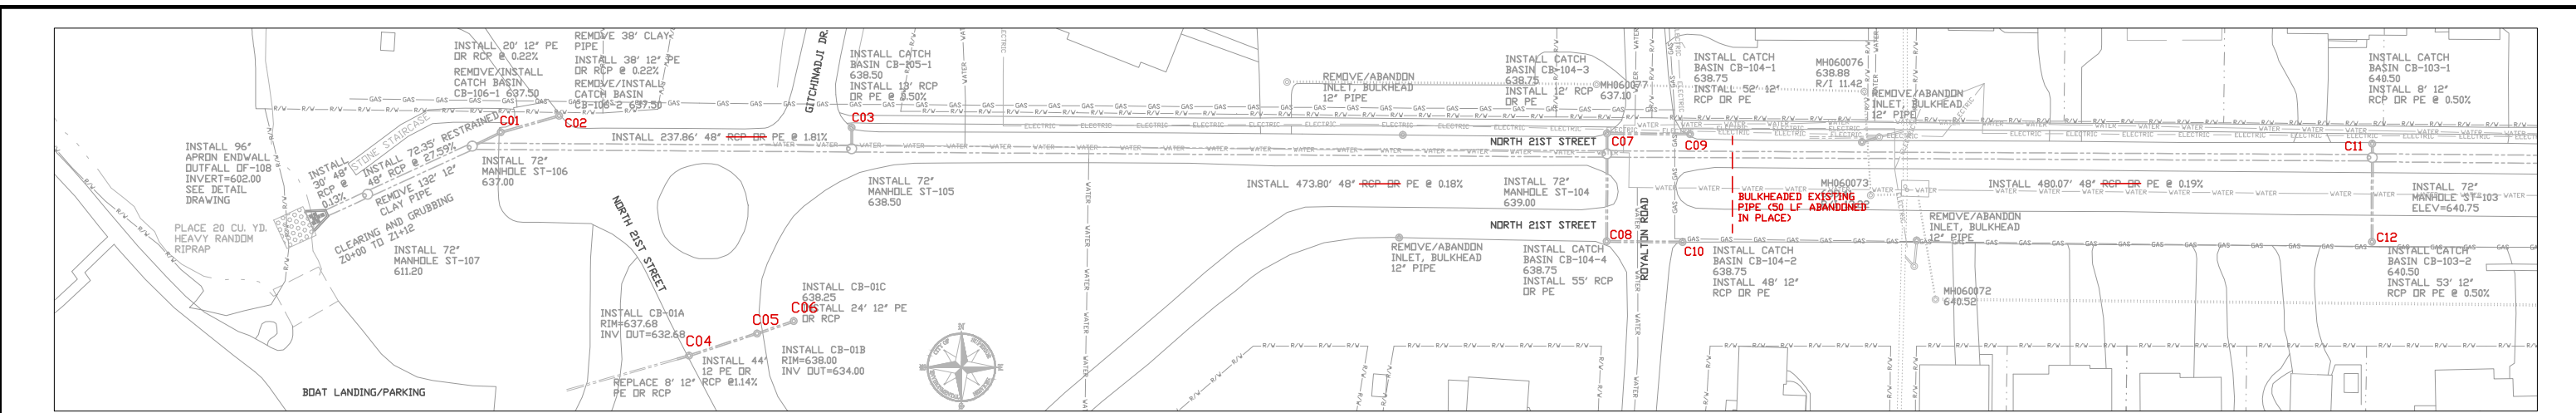 INSTALL 20' 12" PE
OR RCP @ 0.22%
REMOVE/INSTALL
CATCH BASIN
CB-106-1 637.50
REMOVE 38' CLAY
PIPE
INSTALL 38' 12" PE
OR RCP @ 0.22%
REMOVE/INSTALL
CATCH BASIN
CB-106-2 637.50
GITCHINADJI DR.
INSTALL CATCH
BASIN CB-105-1
638.50
INSTALL 13' RCP
OR PE @ 0.50%
REMOVE/ABANDON
INLET, BULKHEAD
12" PIPE
INSTALL CATCH
BASIN CB-104-3
638.75
INSTALL 12' RCP
OR PE
MH060077
637.10
INSTALL CATCH
BASIN CB-104-1
638.75
INSTALL 52' 12"
RCP OR PE
MH060076
638.88
R/I 11.42
REMOVE/ABANDON
INLET, BULKHEAD
12" PIPE
INSTALL CATCH
BASIN CB-103-1
640.50
INSTALL 8' 12"
RCP OR PE @ 0.50%
C01
C02
C03
C07
C09
C11
INSTALL 237.86' 48" RCP OR PE @ 1.81%
NORTH 21ST STREET
INSTALL 96"
APRON ENDWALL
OUTFALL OF-108
INVERT=602.00
SEE DETAIL
DRAWING
STONE STAIRCASE
INSTALL
30' 48"
RCP @
0.13%
INSTALL 72.35' RESTRAINED
48" RCP @ 27.59%
REMOVE 132' 12"
CLAY PIPE
CLEARING AND GRUBBING
Z0+00 TO Z1+12
INSTALL 72"
MANHOLE ST-106
637.00
INSTALL 72"
MANHOLE ST-105
638.50
INSTALL 473.80' 48" RCP OR PE @ 0.18%
INSTALL 72"
MANHOLE ST-104
639.00
BULKHEADED EXISTING
PIPE (50 LF ABANDONED
IN PLACE)
MH060073
INSTALL 480.07' 48" RCP OR PE @ 0.19%
INSTALL 72"
MANHOLE ST-103
ELEV=640.75
PLACE 20 CU. YD.
HEAVY RANDOM
RIPRAP
INSTALL 72"
MANHOLE ST-107
611.20
NORTH 21ST STREET
NORTH 21ST STREET
ROYALTON ROAD
REMOVE/ABANDON
INLET, BULKHEAD
12" PIPE
C08
C10
C12
REMOVE/ABANDON
INLET, BULKHEAD
12" PIPE
INSTALL CATCH
BASIN CB-104-4
638.75
INSTALL 55' RCP
OR PE
INSTALL CATCH
BASIN CB-104-2
638.75
INSTALL 48' 12"
RCP OR PE
INSTALL CATCH
BASIN CB-103-2
640.50
INSTALL 53' 12"
RCP OR PE @ 0.50%
MH060072
640.52
INSTALL CB-01A
RIM=637.68
INV OUT=632.68
INSTALL CB-01C
638.25
INSTALL 24' 12" PE
OR RCP
C04
C05
C06
INSTALL CB-01B
RIM=638.00
INV OUT=634.00
INSTALL 44'
12 PE OR
RCP @1.14%
REPLACE 8' 12"
PE OR RCP
BOAT LANDING/PARKING